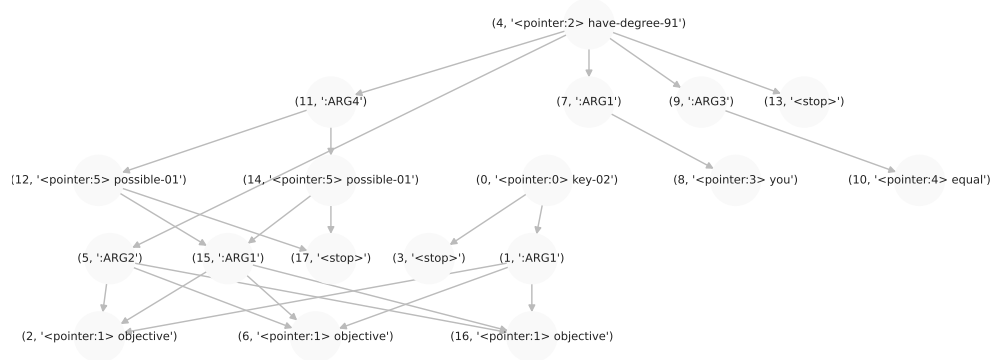 (4, '<pointer:2> have-degree-91')
(11, ':ARG4')
(7, ':ARG1')
(9, ':ARG3')
(13, '<stop>')
(12, '<pointer:5> possible-01')
(14, '<pointer:5> possible-01')
(0, '<pointer:0> key-02')
(8, '<pointer:3> you')
(10, '<pointer:4> equal')
(5, ':ARG2')
(15, ':ARG1')
(17, '<stop>')
(3, '<stop>')
(1, ':ARG1')
(2, '<pointer:1> objective')
(6, '<pointer:1> objective')
(16, '<pointer:1> objective')